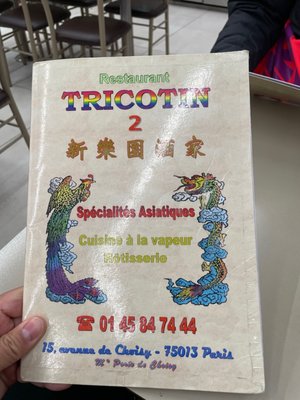 Restaurant
TRICOTIN
2
新樂園酒家
Spécialités Asiatiques
Cuisine à la vapeur
Rôtisserie
☎ 01 45 84 74 44
15, avenue de Choisy - 75013 Paris
M° Porte de Choisy